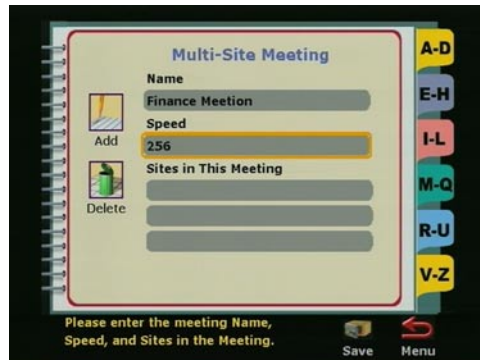 Multi-Site Meeting
Name
Finance Meetion
Speed
256
Sites in This Meeting
Add
Delete
A-D
E-H
I-L
M-Q
R-U
V-Z
Please enter the meeting Name,
Speed, and Sites in the Meeting.
Save
Menu